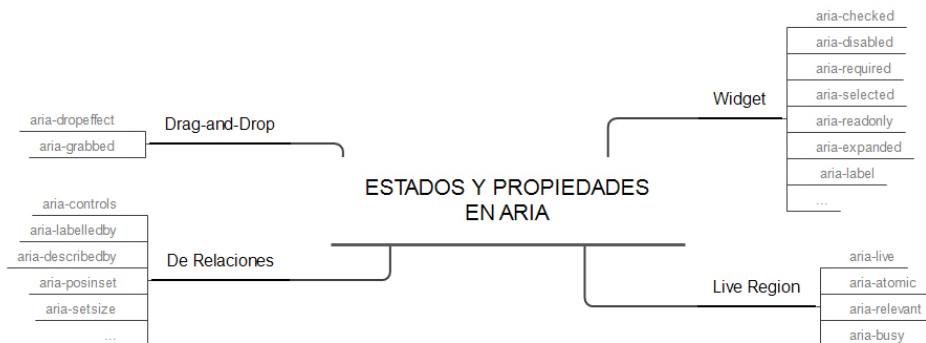 ESTADOS Y PROPIEDADES
EN ARIA
Drag-and-Drop
aria-dropeffect
aria-grabbed
De Relaciones
aria-controls
aria-labelledby
aria-describedby
aria-posinset
aria-setsize
...
Widget
aria-checked
aria-disabled
aria-required
aria-selected
aria-readonly
aria-expanded
aria-label
...
Live Region
aria-live
aria-atomic
aria-relevant
aria-busy